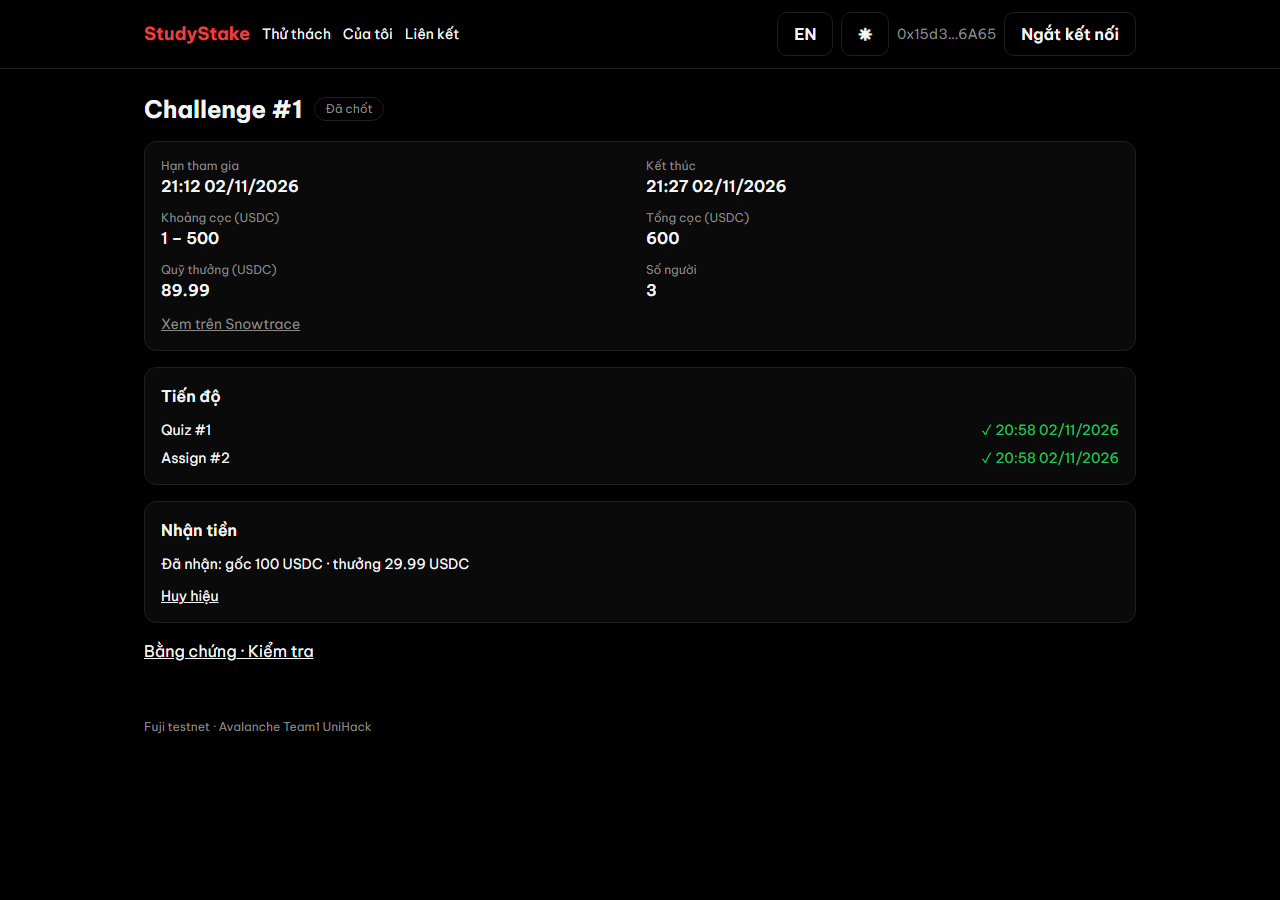 StudyStake Thử thách Của tôi Liên kết EN 0x15d3…6A65 Ngắt kết nối
Challenge #1 Đã chốt
Hạn tham gia Kết thúc
21:12 02/11/2026 21:27 02/11/2026
Khoảng cọc (USDC) Tổng cọc (USDC)
1 – 500 600
Quỹ thưởng (USDC) Số người
89.99 3
Xem trên Snowtrace
Tiến độ
Quiz #1 ✓ 20:58 02/11/2026
Assign #2 ✓ 20:58 02/11/2026
Nhận tiền
Đã nhận: gốc 100 USDC · thưởng 29.99 USDC
Huy hiệu
Bằng chứng · Kiểm tra
Fuji testnet · Avalanche Team1 UniHack